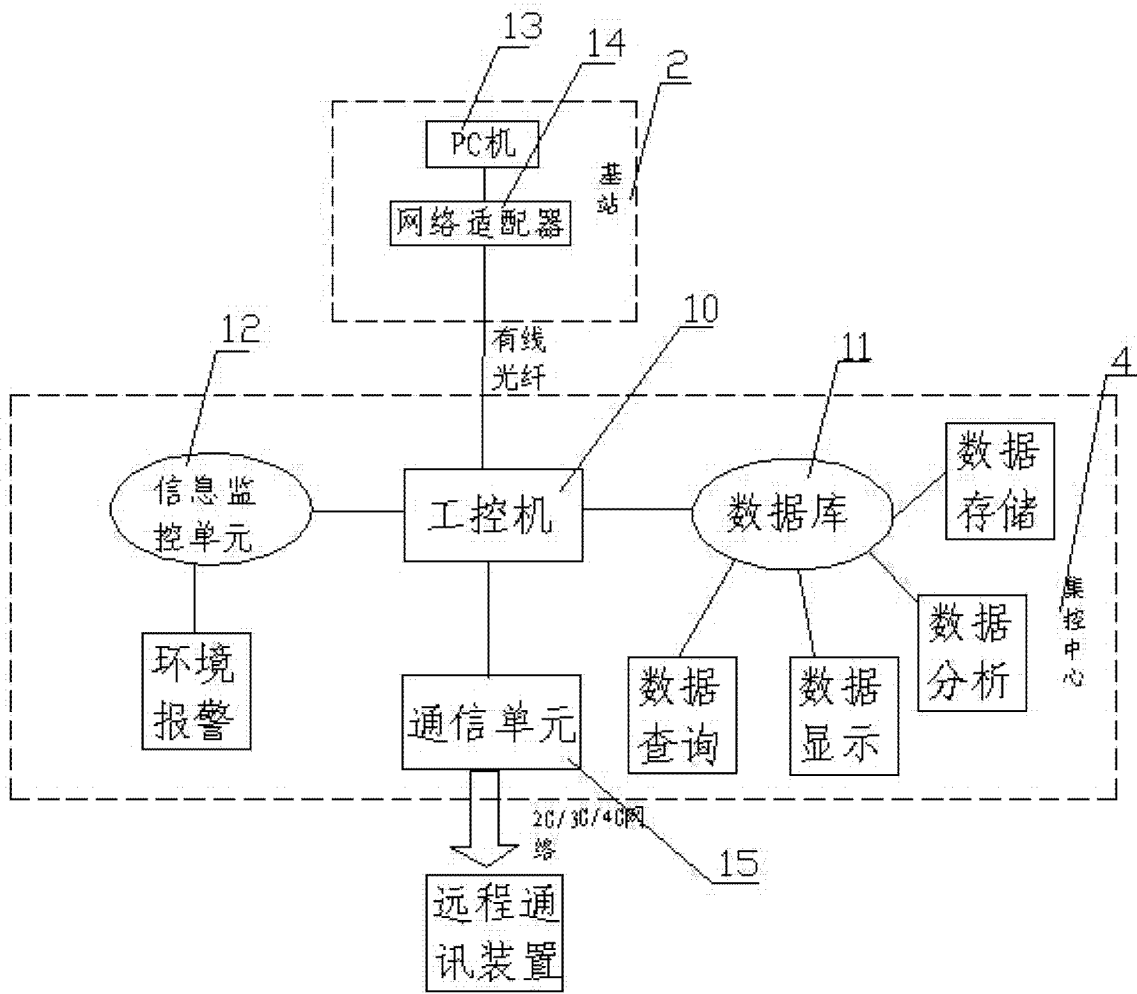 13
14
2
PC机
基
站
网络适配器
10
有线
光纤
12
11
4
数据
存储
信息监
控单元
工控机
数据库
集
控
中
心
数据
分析
环境
报警
通信单元
数据
查询
数据
显示
2G/3G/4G网
络
15
远程通
讯装置